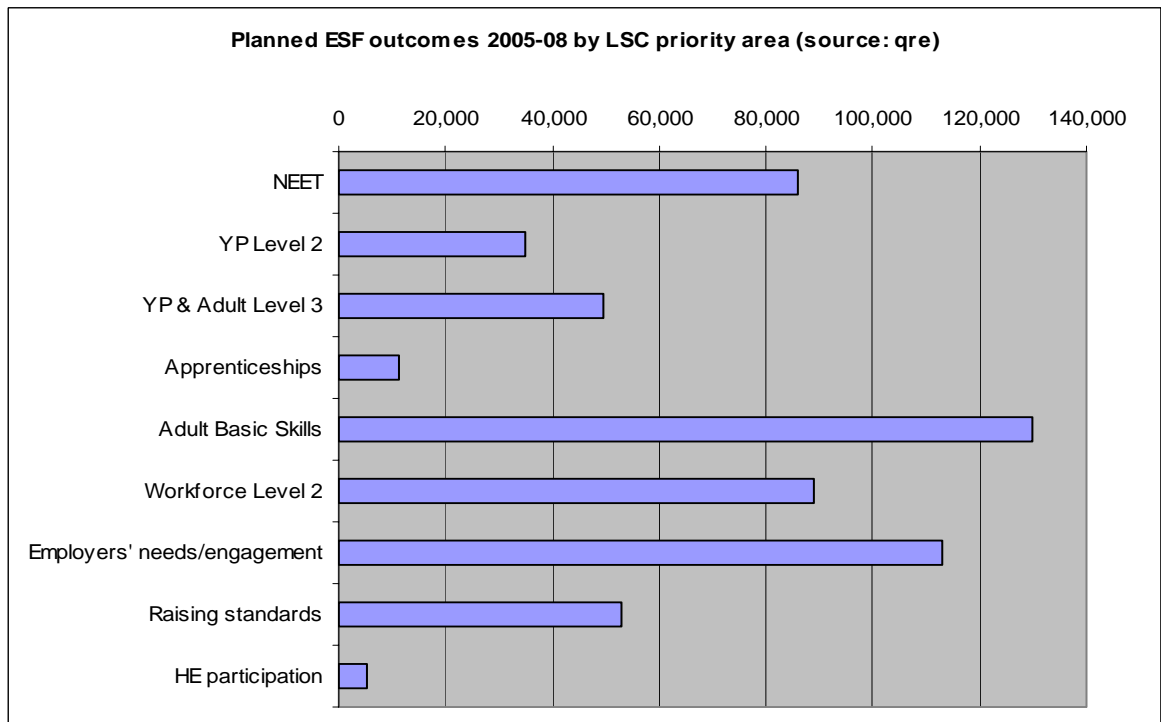 Planned ESF outcomes 2005-08 by LSC priority area (source: qre)
0 20,000 40,000 60,000 80,000 100,000 120,000 140,000
NEET
YP Level 2
YP & Adult Level 3
Apprenticeships
Adult Basic Skills
Workforce Level 2
Employers' needs/engagement
Raising standards
HE participation